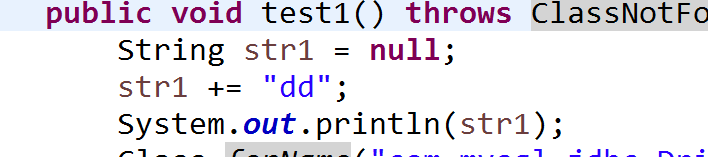 public void test1() throws ClassNotFo
String str1 = null;
str1 += "dd";
System.out.println(str1);